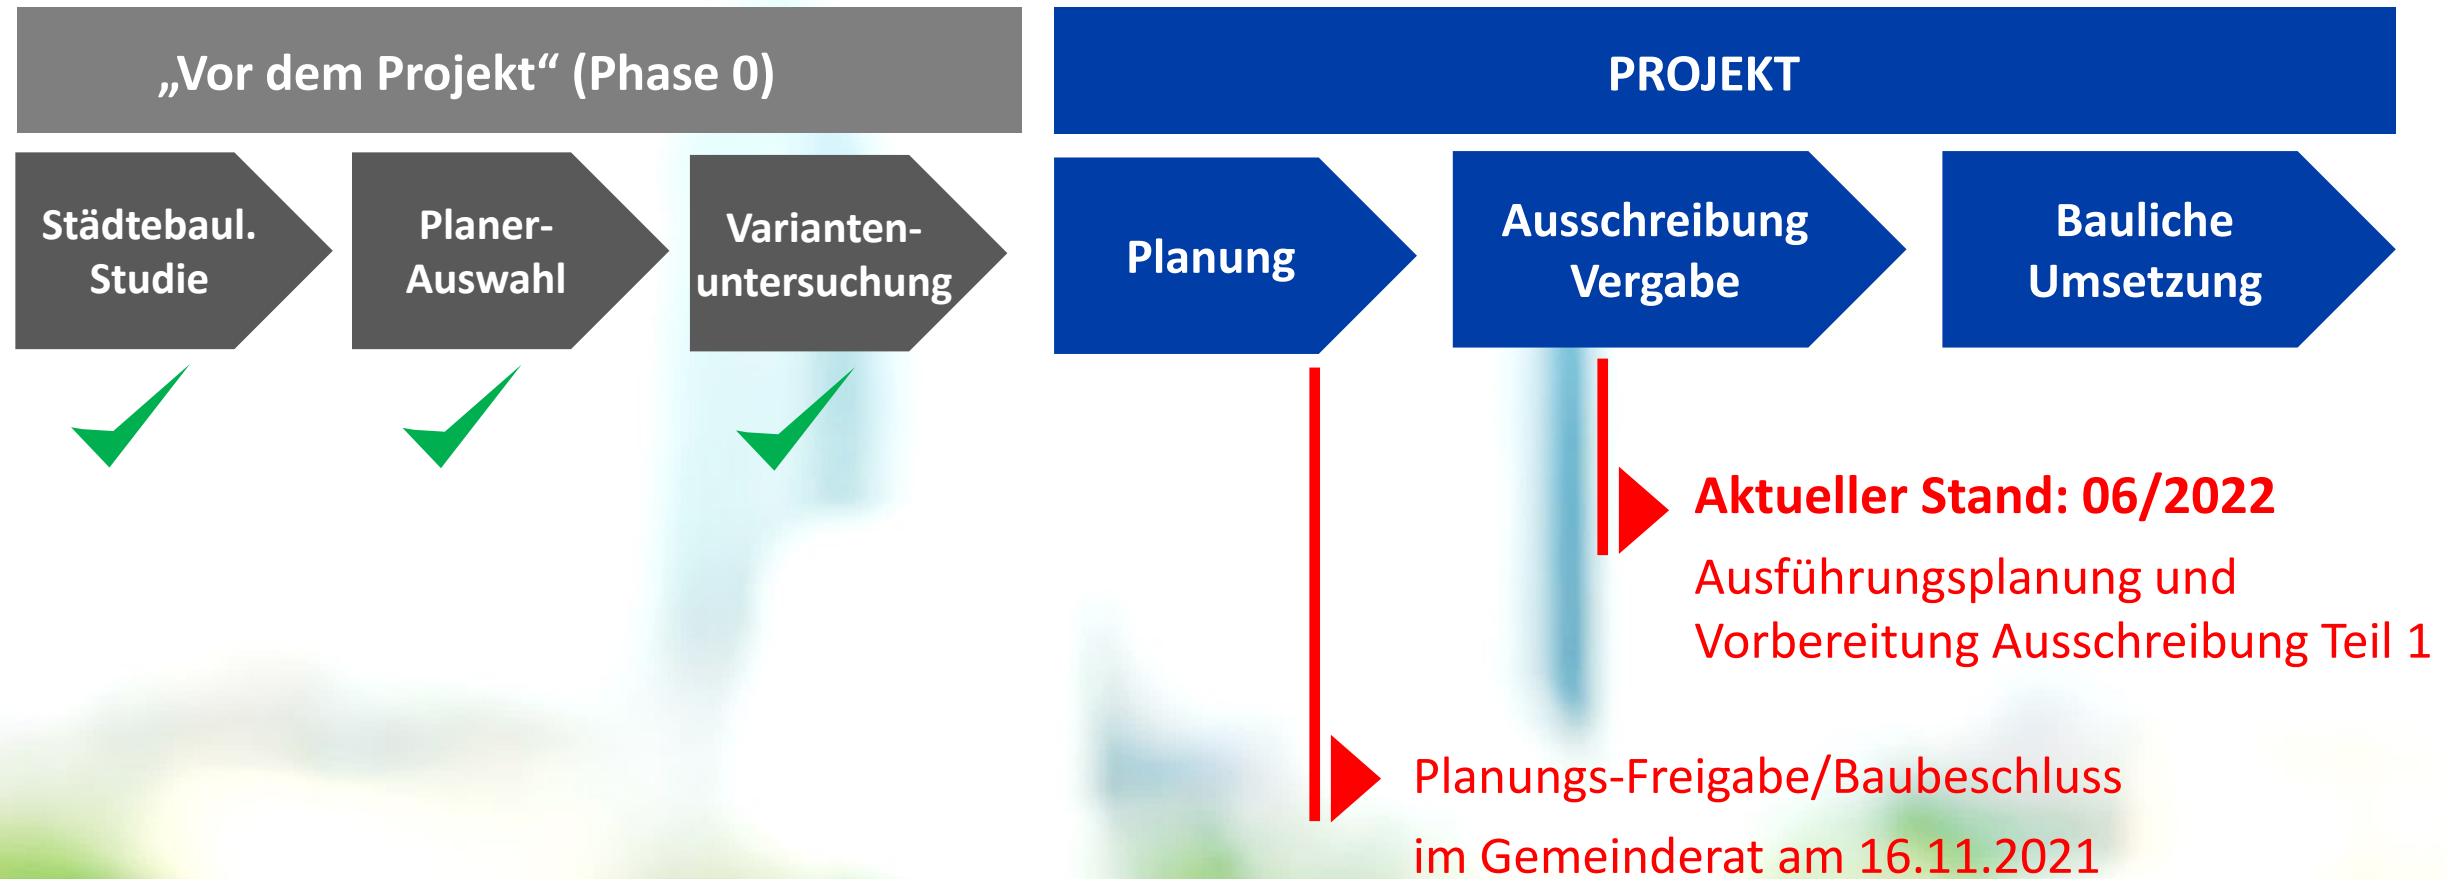 „Vor dem Projekt“ (Phase 0)
PROJEKT
Städtebaul.
Studie
Planer-
Auswahl
Varianten-
untersuchung
Planung
Ausschreibung
Vergabe
Bauliche
Umsetzung
Aktueller Stand: 06/2022
Ausführungsplanung und
Vorbereitung Ausschreibung Teil 1
Planungs-Freigabe/Baubeschluss
im Gemeinderat am 16.11.2021